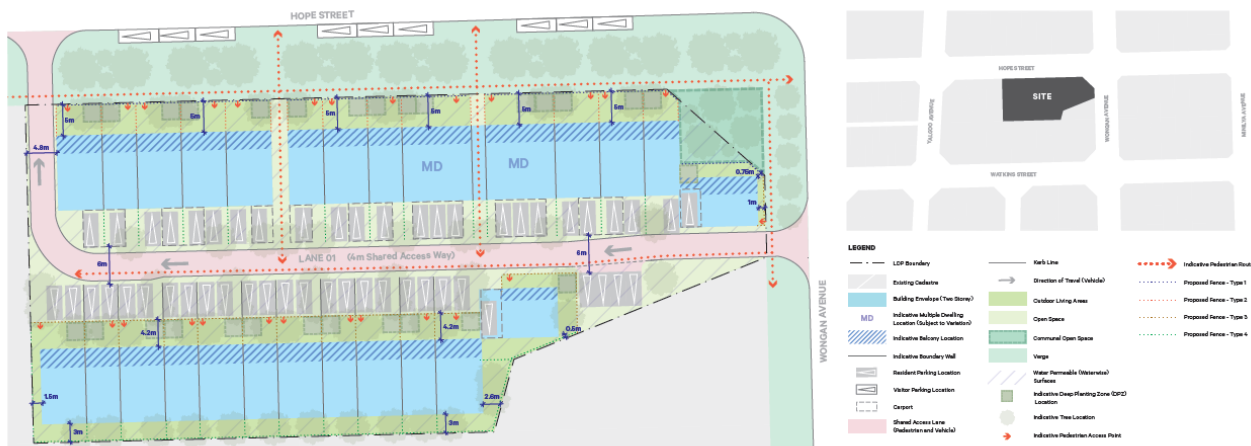 HOPE STREET
5m
5m
5m
5m
5m
5m
4.8m
MD
MD
0.75m
1m
6m
LANE 01 (4m Shared Access Way)
6m
4.2m
4.2m
0.5m
1.5m
2.6m
3m
3m
WONGAN AVENUE
HOPE STREET
SITE
WONGAN AVENUE
WATKINS STREET
LEGEND
LDP Boundary
Existing Cadastre
Building Envelope (Two Storey)
MD
Indicative Multiple Dwelling
Location (Subject to Variation)
Indicative Balcony Location
Indicative Boundary Wall
Resident Parking Location
Visitor Parking Location
Carport
Shared Access Lane
(Pedestrian and Vehicle)
Kerb Line
Direction of Travel (Vehicle)
Outdoor Living Areas
Open Space
Communal Open Space
Verge
Water Permeable (Waterwise)
Surfaces
Indicative Deep Planting Zone (DPZ)
Location
Indicative Tree Location
Indicative Pedestrian Access Point
Indicative Pedestrian Rout
Proposed Fence - Type 1
Proposed Fence - Type 2
Proposed Fence - Type 3
Proposed Fence - Type 4